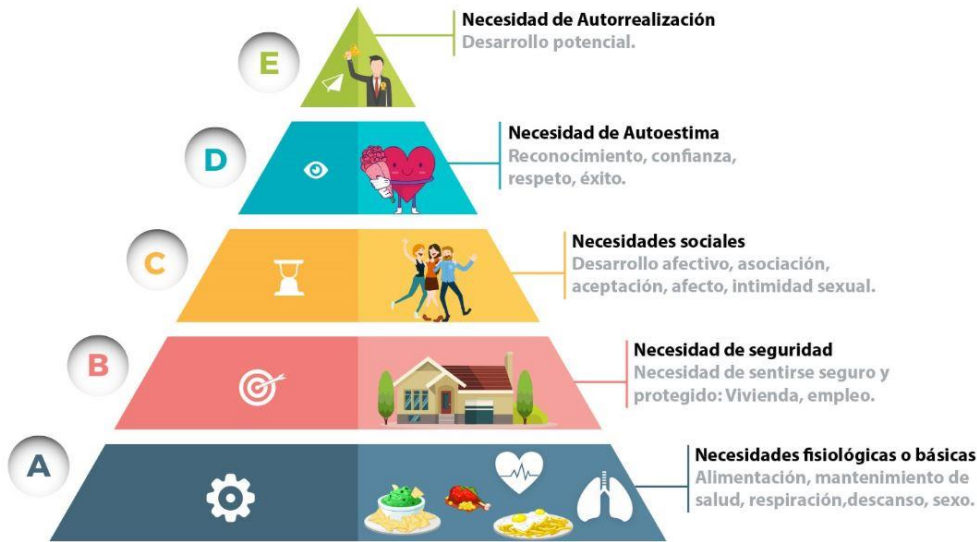 E
Necesidad de Autorrealización
Desarrollo potencial.
D
Necesidad de Autoestima
Reconocimiento, confianza,
respeto, éxito.
C
Necesidades sociales
Desarrollo afectivo, asociación,
aceptación, afecto, intimidad sexual.
B
Necesidad de seguridad
Necesidad de sentirse seguro y
protegido: Vivienda, empleo.
A
Necesidades fisiológicas o básicas
Alimentación, mantenimiento de
salud, respiración,descanso, sexo.